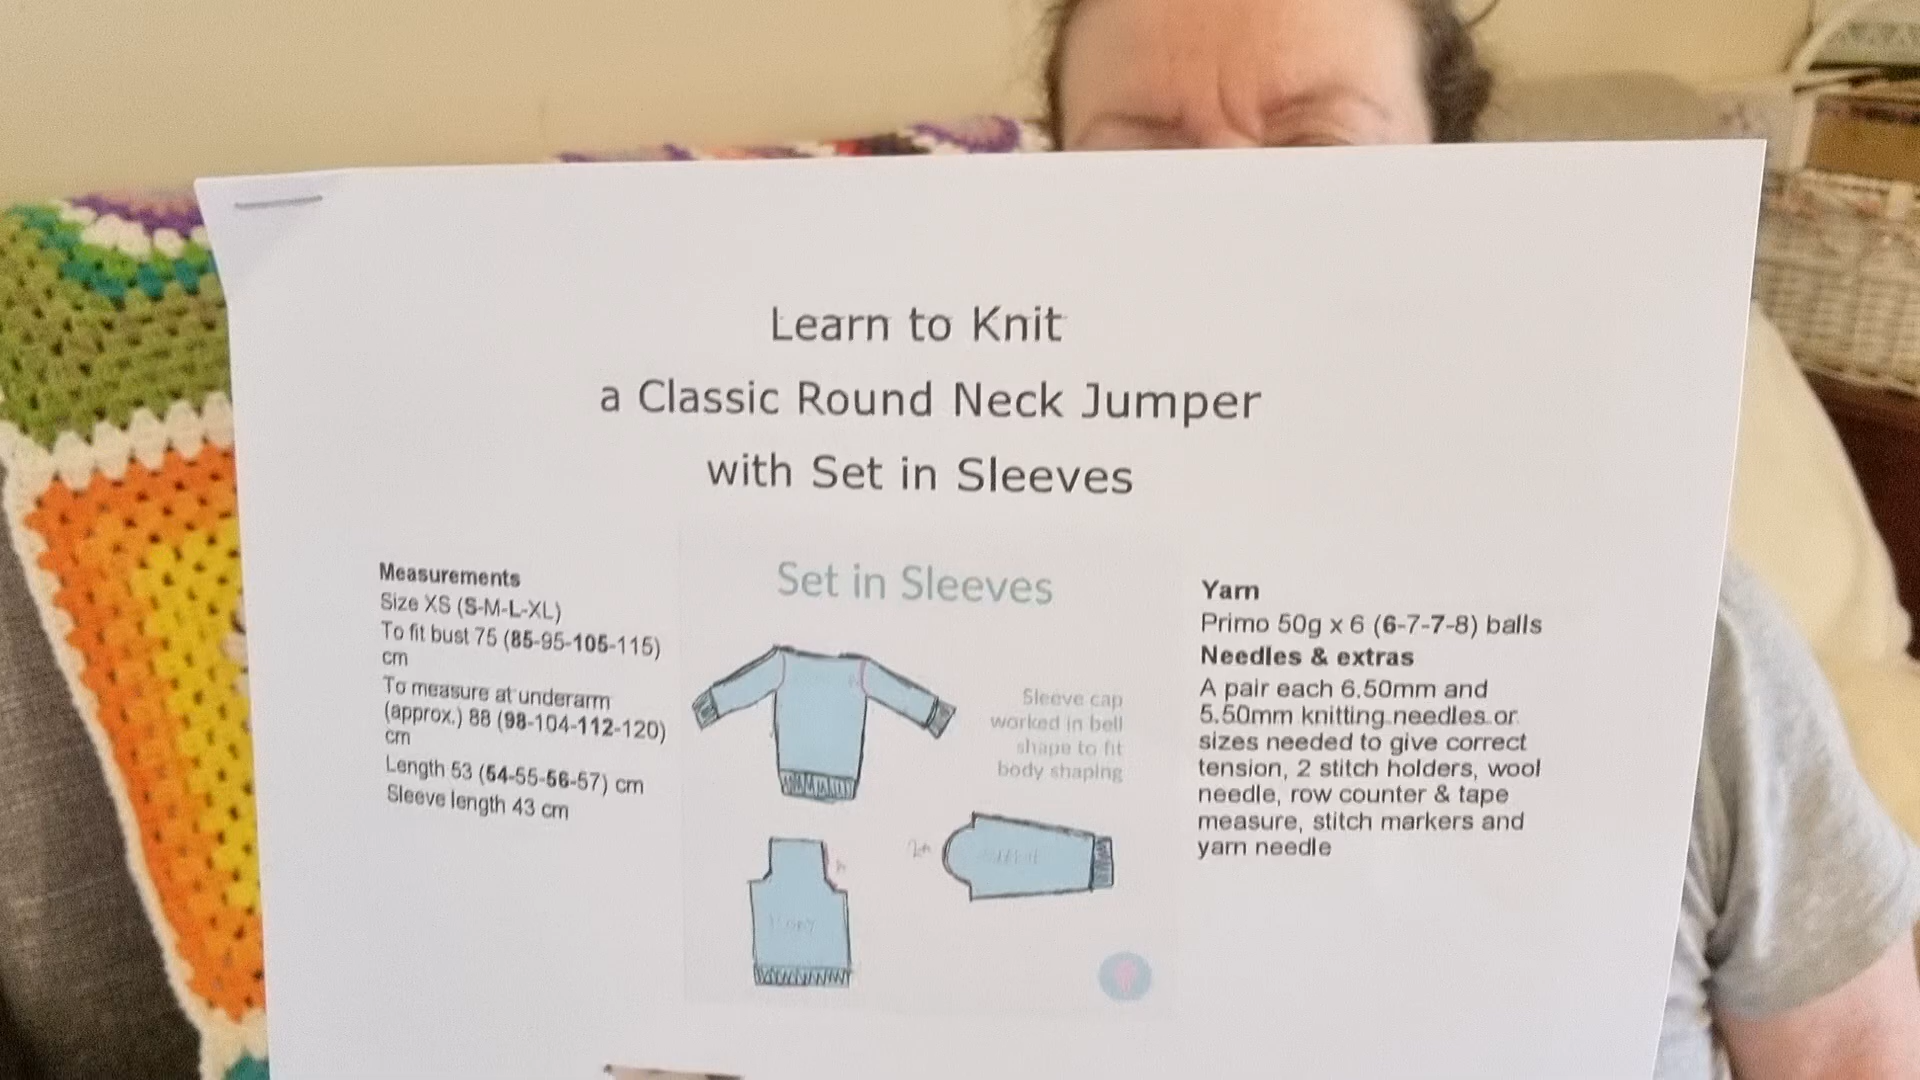 Learn to Knit
a Classic Round Neck Jumper
with Set in Sleeves
Measurements
Size XS (S-M-L-XL)
To fit bust 75 (85-95-105-115)
cm
To measure at underarm
(approx.) 88 (98-104-112-120)
cm
Length 53 (54-55-56-57) cm
Sleeve length 43 cm
Set in Sleeves
Sleeve cap
worked in bell
shape to fit
body shaping
Yarn
Primo 50g x 6 (6-7-7-8) balls
Needles & extras
A pair each 6.50mm and
5.50mm knitting needles or
sizes needed to give correct
tension, 2 stitch holders, wool
needle, row counter & tape
measure, stitch markers and
yarn needle